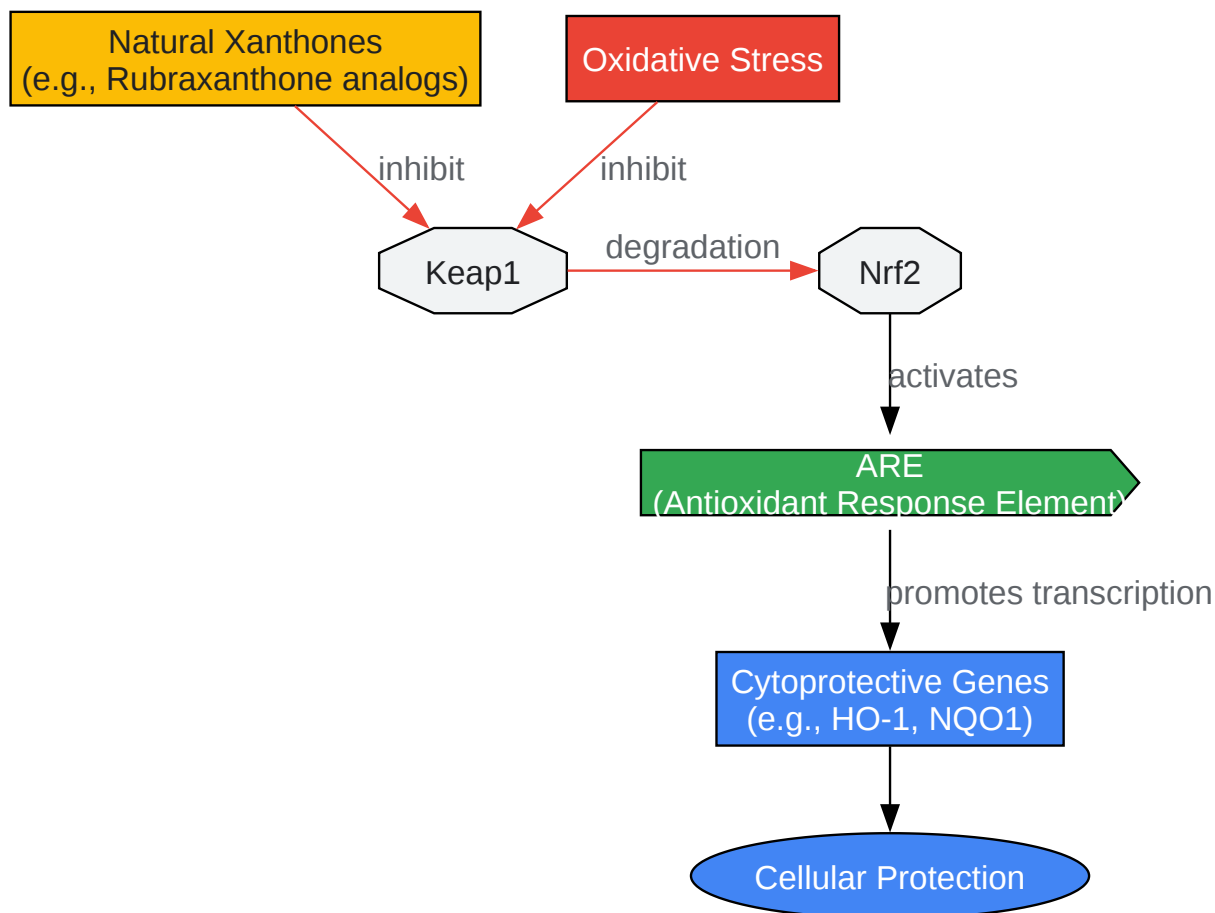 Natural Xanthones
(e.g., Rubraxanthone analogs)
Oxidative Stress
inhibit
inhibit
Keap1
degradation
Nrf2
activates
ARE
(Antioxidant Response Element)
promotes transcription
Cytoprotective Genes
(e.g., HO-1, NQO1)
Cellular Protection